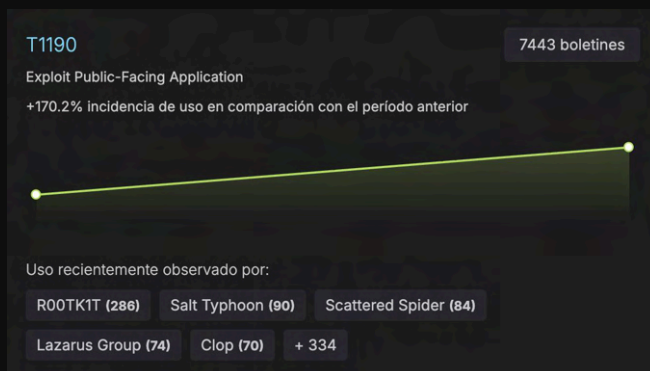 T1190
7443 boletines
Exploit Public-Facing Application
+170.2% incidencia de uso en comparación con el período anterior
Uso recientemente observado por:
R00TK1T (286) Salt Typhoon (90) Scattered Spider (84)
Lazarus Group (74) Clop (70) + 334